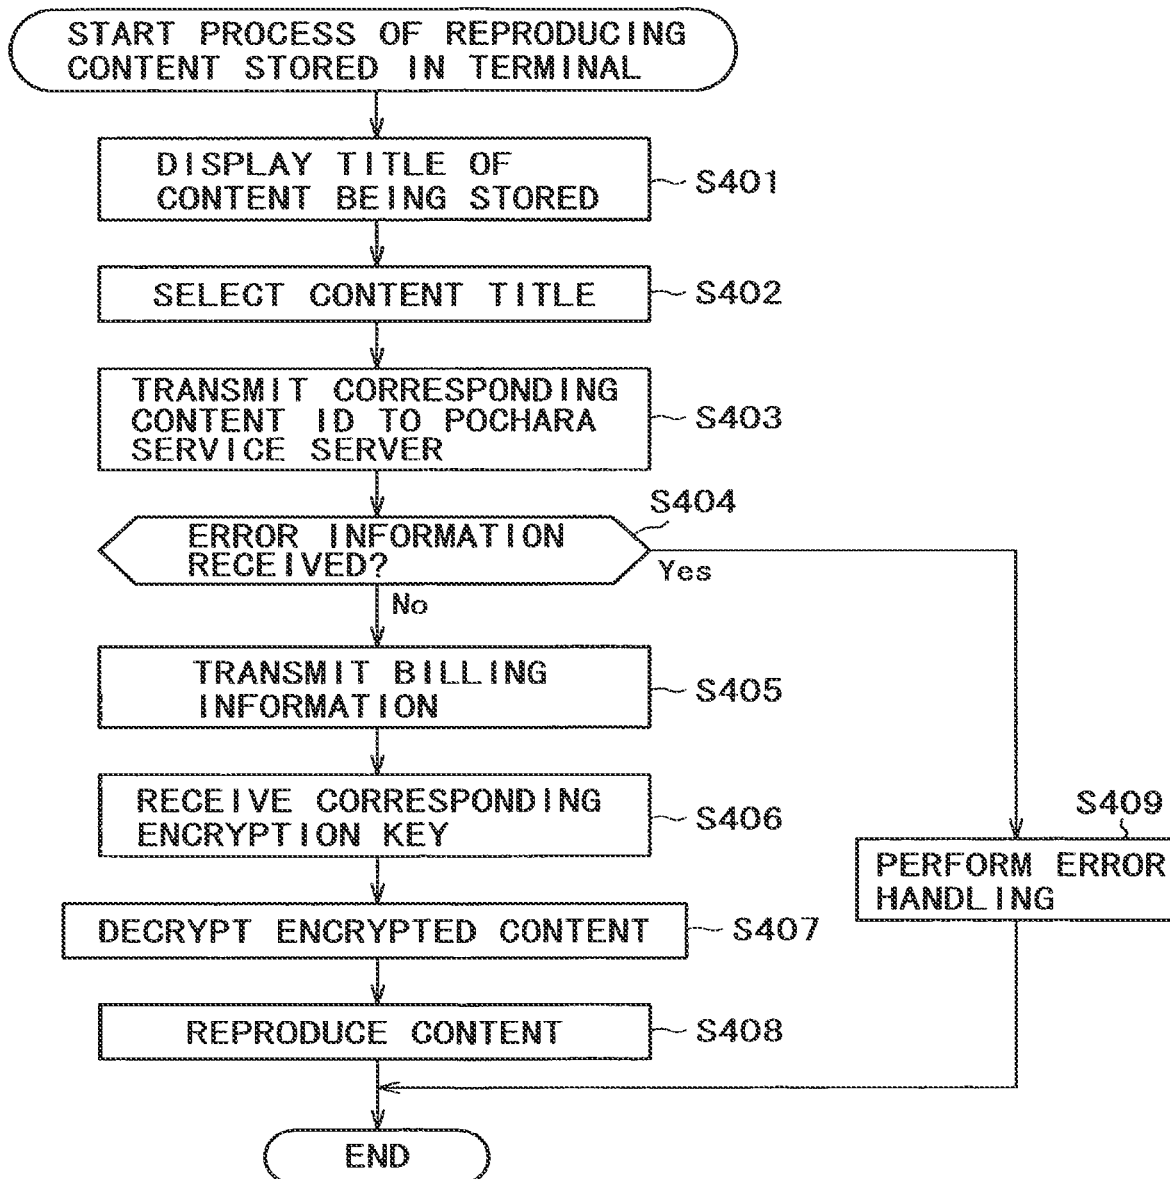 START PROCESS OF REPRODUCING
CONTENT STORED IN TERMINAL
DISPLAY TITLE OF
CONTENT BEING STORED
S401
SELECT CONTENT TITLE
S402
TRANSMIT CORRESPONDING
CONTENT ID TO POCHARA
SERVICE SERVER
S403
S404
ERROR INFORMATION
RECEIVED?
Yes
No
TRANSMIT BILLING
INFORMATION
S405
RECEIVE CORRESPONDING
ENCRYPTION KEY
S406
S409
PERFORM ERROR
HANDLING
DECRYPT ENCRYPTED CONTENT
S407
REPRODUCE CONTENT
S408
END